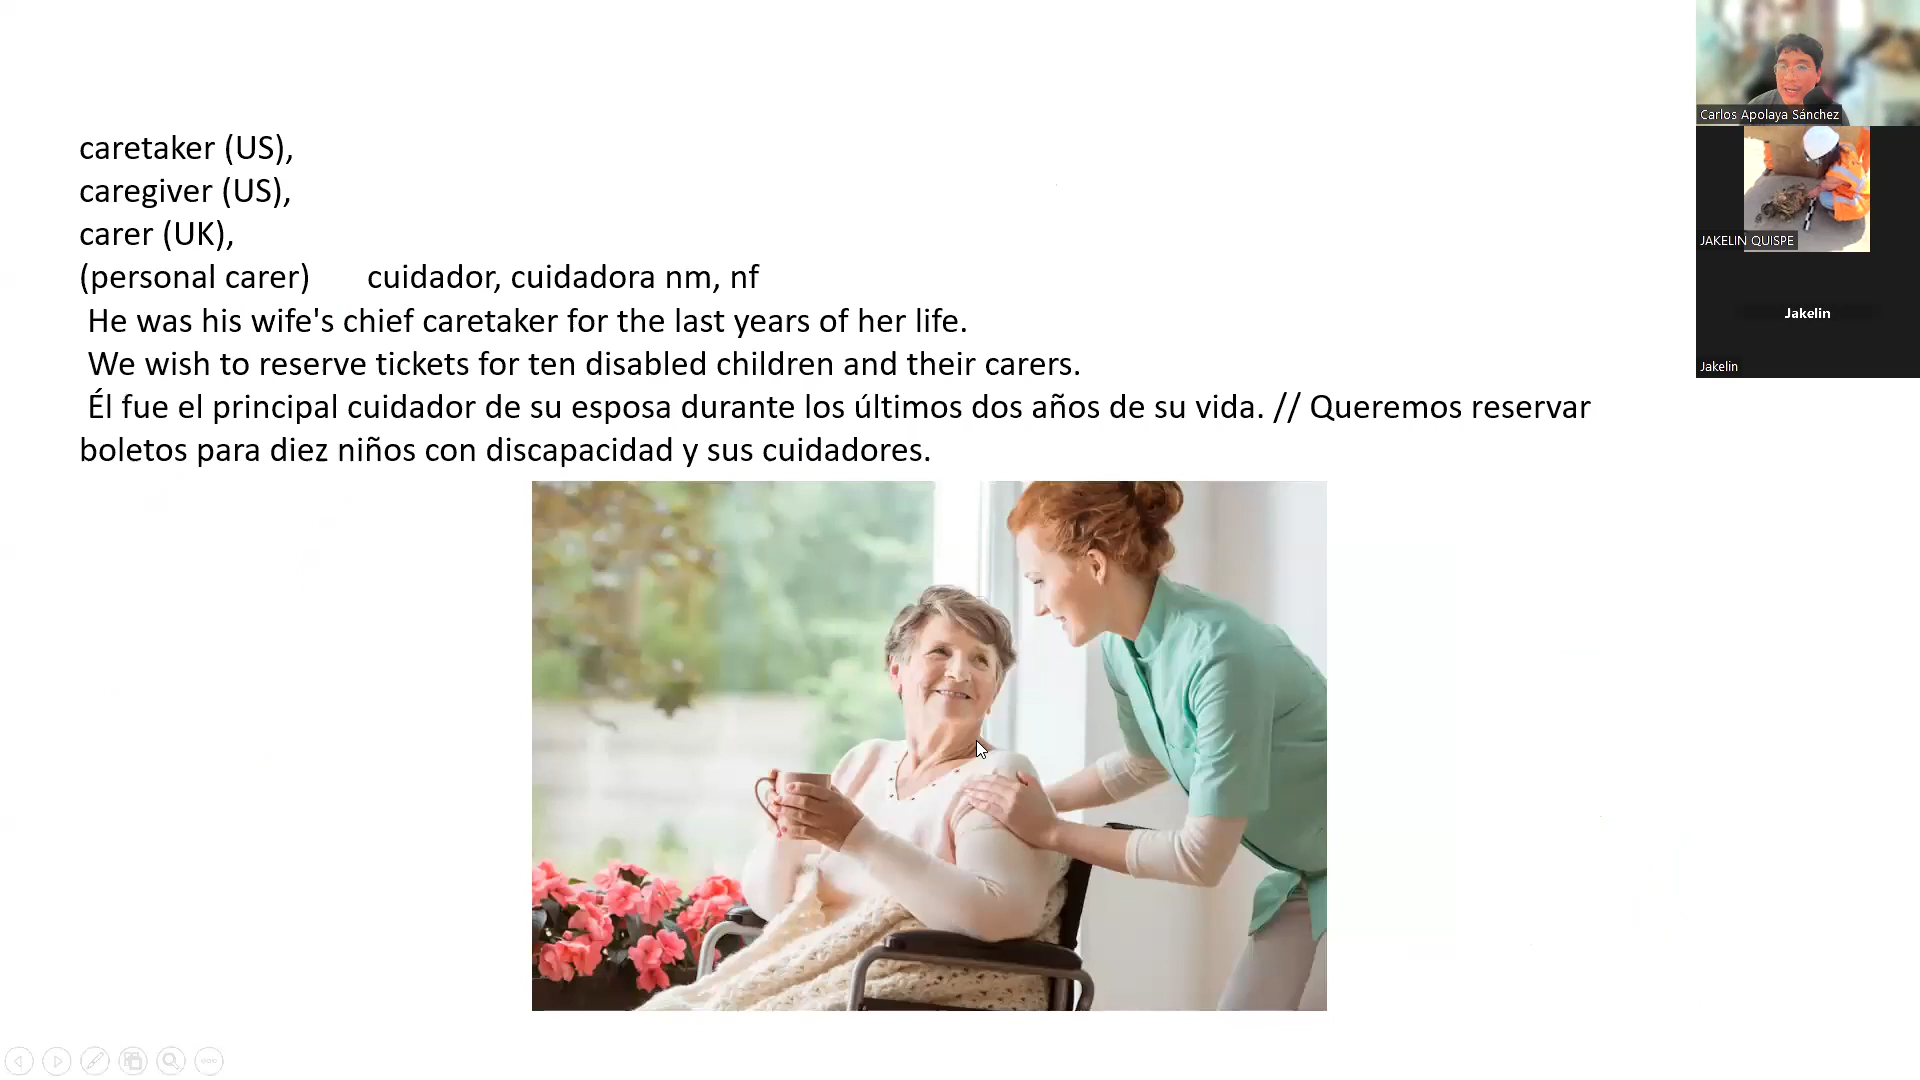 caretaker (US),
caregiver (US),
carer (UK),
(personal carer) cuidador, cuidadora nm, nf
He was his wife's chief caretaker for the last years of her life.
We wish to reserve tickets for ten disabled children and their carers.
Él fue el principal cuidador de su esposa durante los últimos dos años de su vida. // Queremos reservar
boletos para diez niños con discapacidad y sus cuidadores.
Carlos Apolaya Sánchez
JAKELIN QUISPE
Jakelin
Jakelin